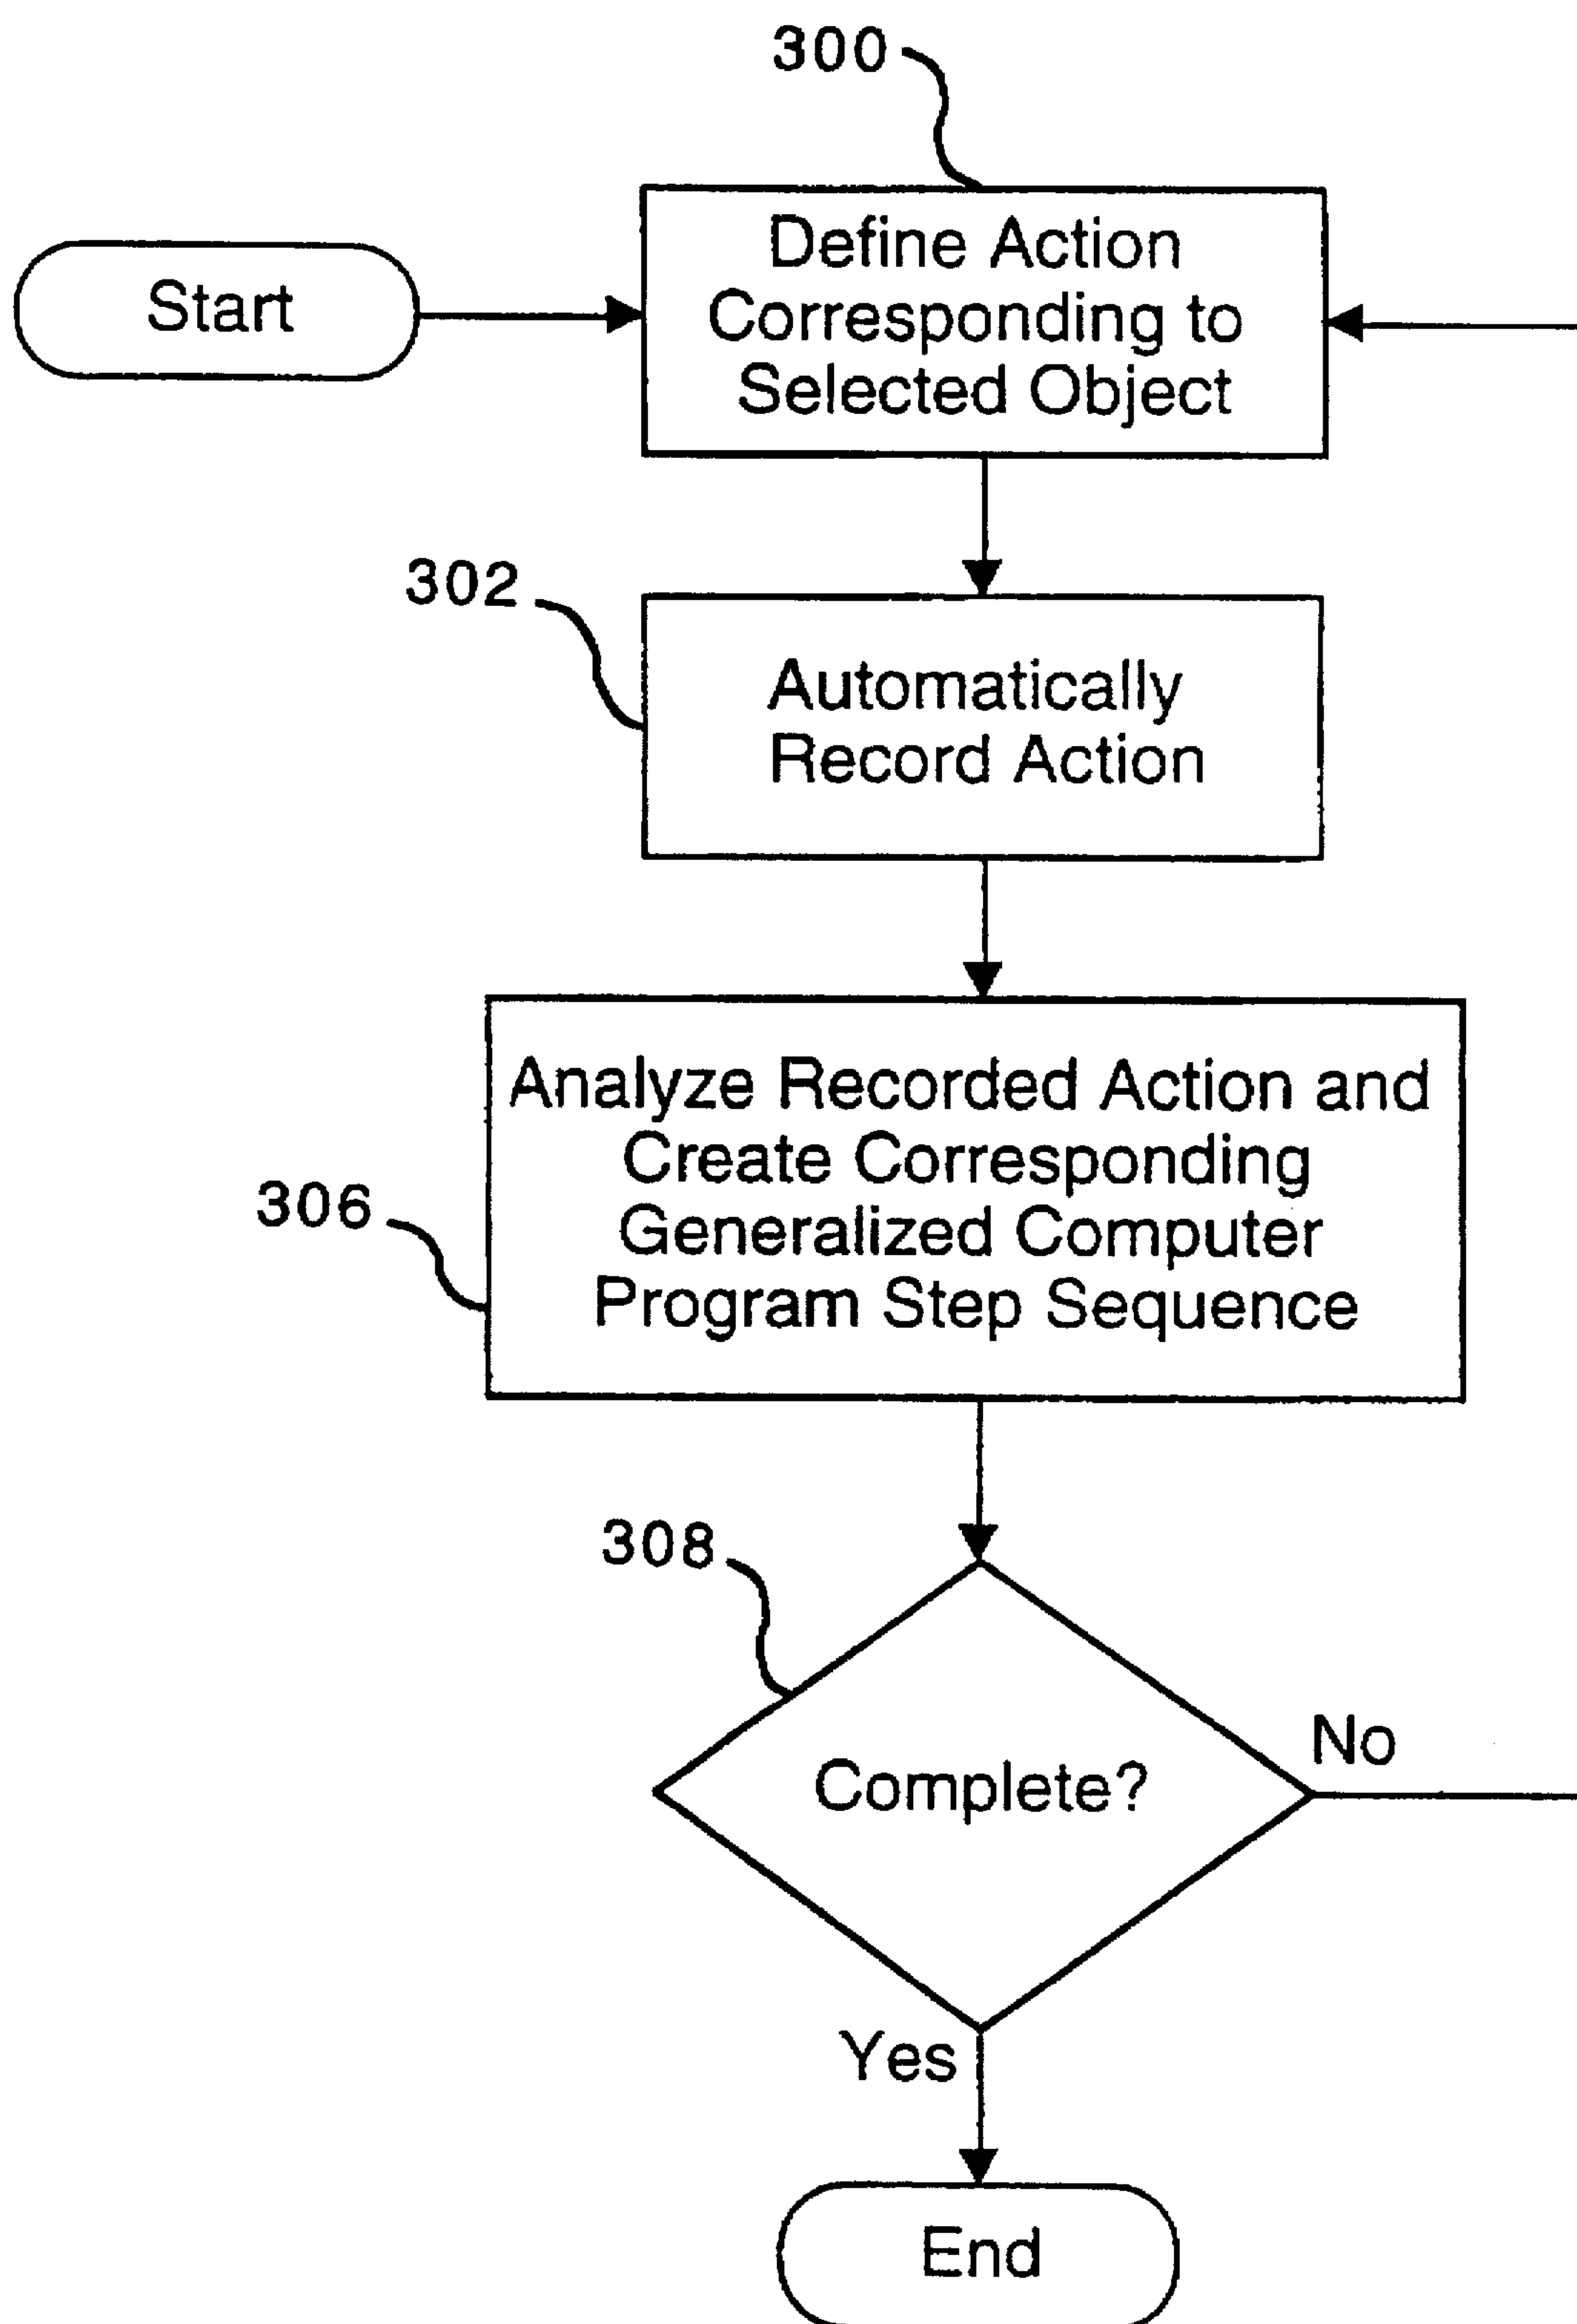 300
Start
Define Action
Corresponding to
Selected Object
302
Automatically
Record Action
Analyze Recorded Action and
Create Corresponding
Generalized Computer
Program Step Sequence
306
308
Complete?
No
Yes
End